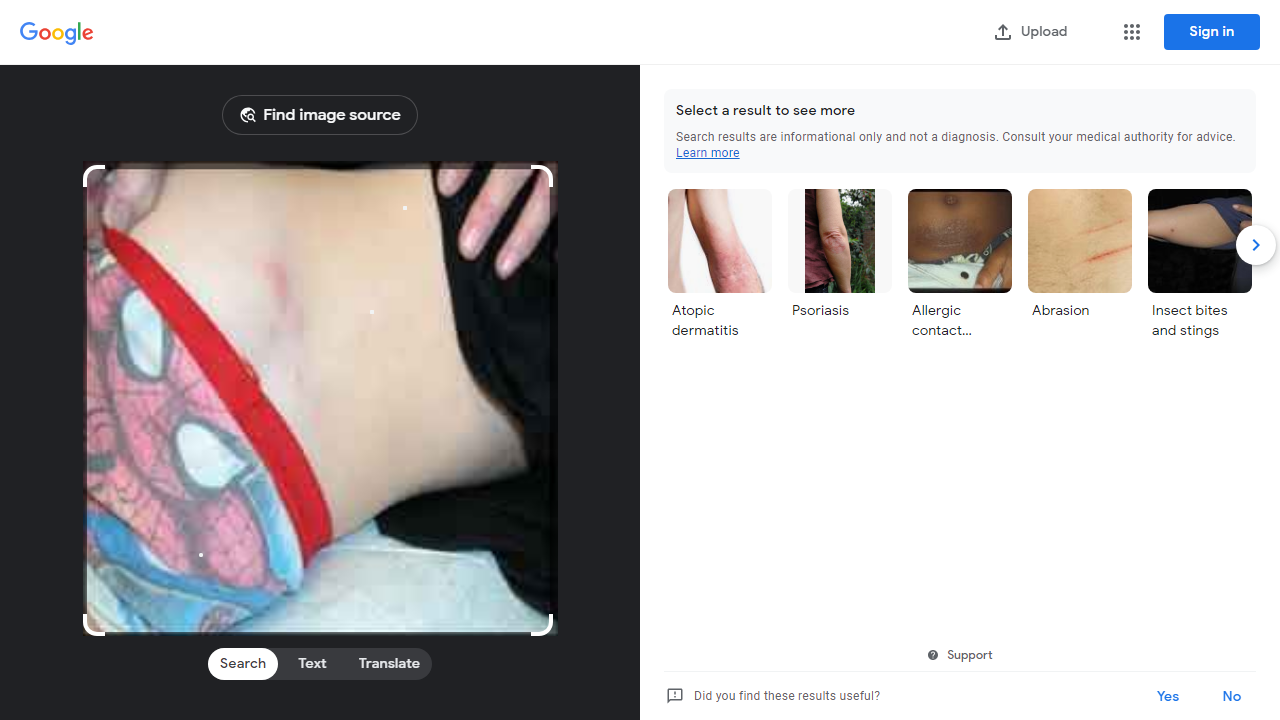 Google
Upload
Sign in
Find image source
Select a result to see more
Search results are informational only and not a diagnosis. Consult your medical authority for advice.
Learn more
Atopic
dermatitis
Psoriasis
Allergic
contact...
Abrasion
Insect bites
and stings
Search
Text
Translate
Support
Did you find these results useful?
Yes
No